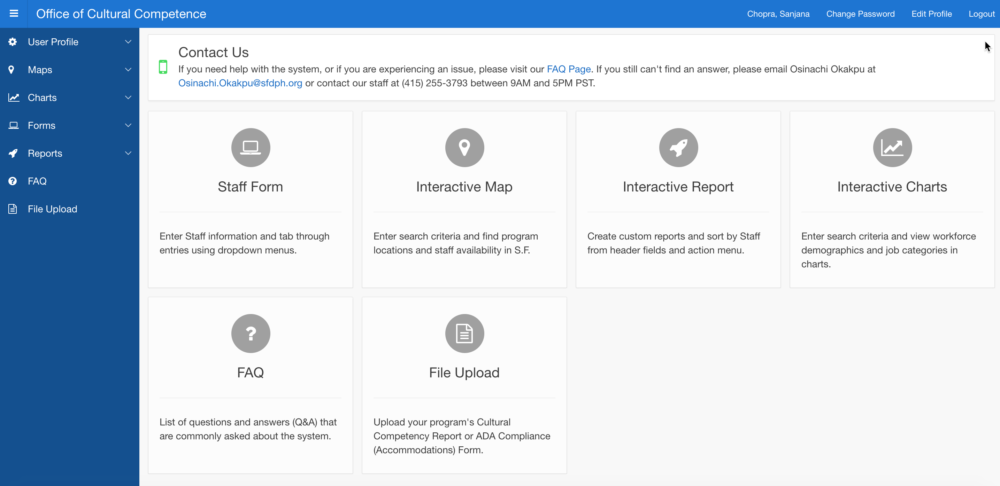 Office of Cultural Competence
Chopra, Sanjana
Change Password
Edit Profile
Logout
User Profile
Maps
Charts
Forms
Reports
FAQ
File Upload
Contact Us
If you need help with the system, or if you are experiencing an issue, please visit our FAQ Page. If you still can't find an answer, please email Osinachi Okakpu at
Osinachi.Okakpu@sfdph.org or contact our staff at (415) 255-3793 between 9AM and 5PM PST.
Staff Form
Enter Staff information and tab through
entries using dropdown menus.
Interactive Map
Enter search criteria and find program
locations and staff availability in S.F.
Interactive Report
Create custom reports and sort by Staff
from header fields and action menu.
Interactive Charts
Enter search criteria and view workforce
demographics and job categories in
charts.
FAQ
List of questions and answers (Q&A) that
are commonly asked about the system.
File Upload
Upload your program's Cultural
Competency Report or ADA Compliance
(Accommodations) Form.